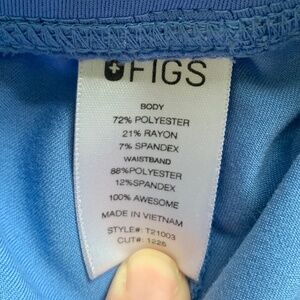 FIGS
BODY
72% POLYESTER
21% RAYON
7% SPANDEX
WAISTBAND
88%POLYESTER
12%SPANDEX
100% AWESOME
MADE IN VIETNAM
STYLE#: T21003
CUT#: 1226